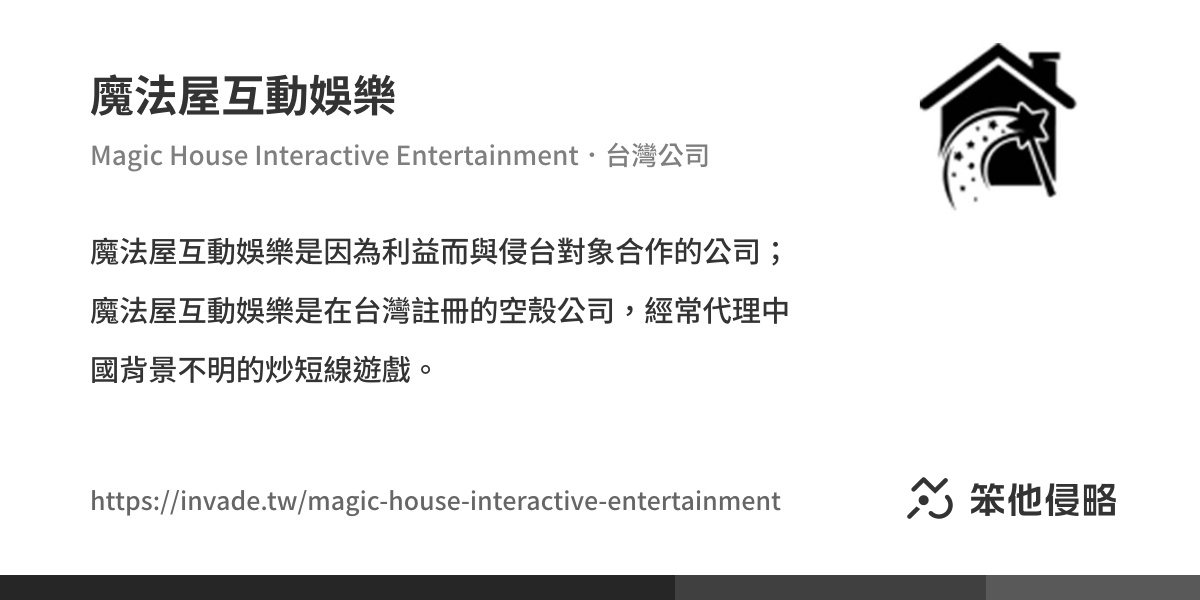 魔法屋互動娛樂
Magic House Interactive Entertainment・台灣公司
魔法屋互動娛樂是因為利益而與侵台對象合作的公司；
魔法屋互動娛樂是在台灣註冊的空殼公司，經常代理中
國背景不明的炒短線遊戲。
https://invade.tw/magic-house-interactive-entertainment
笨他侵略